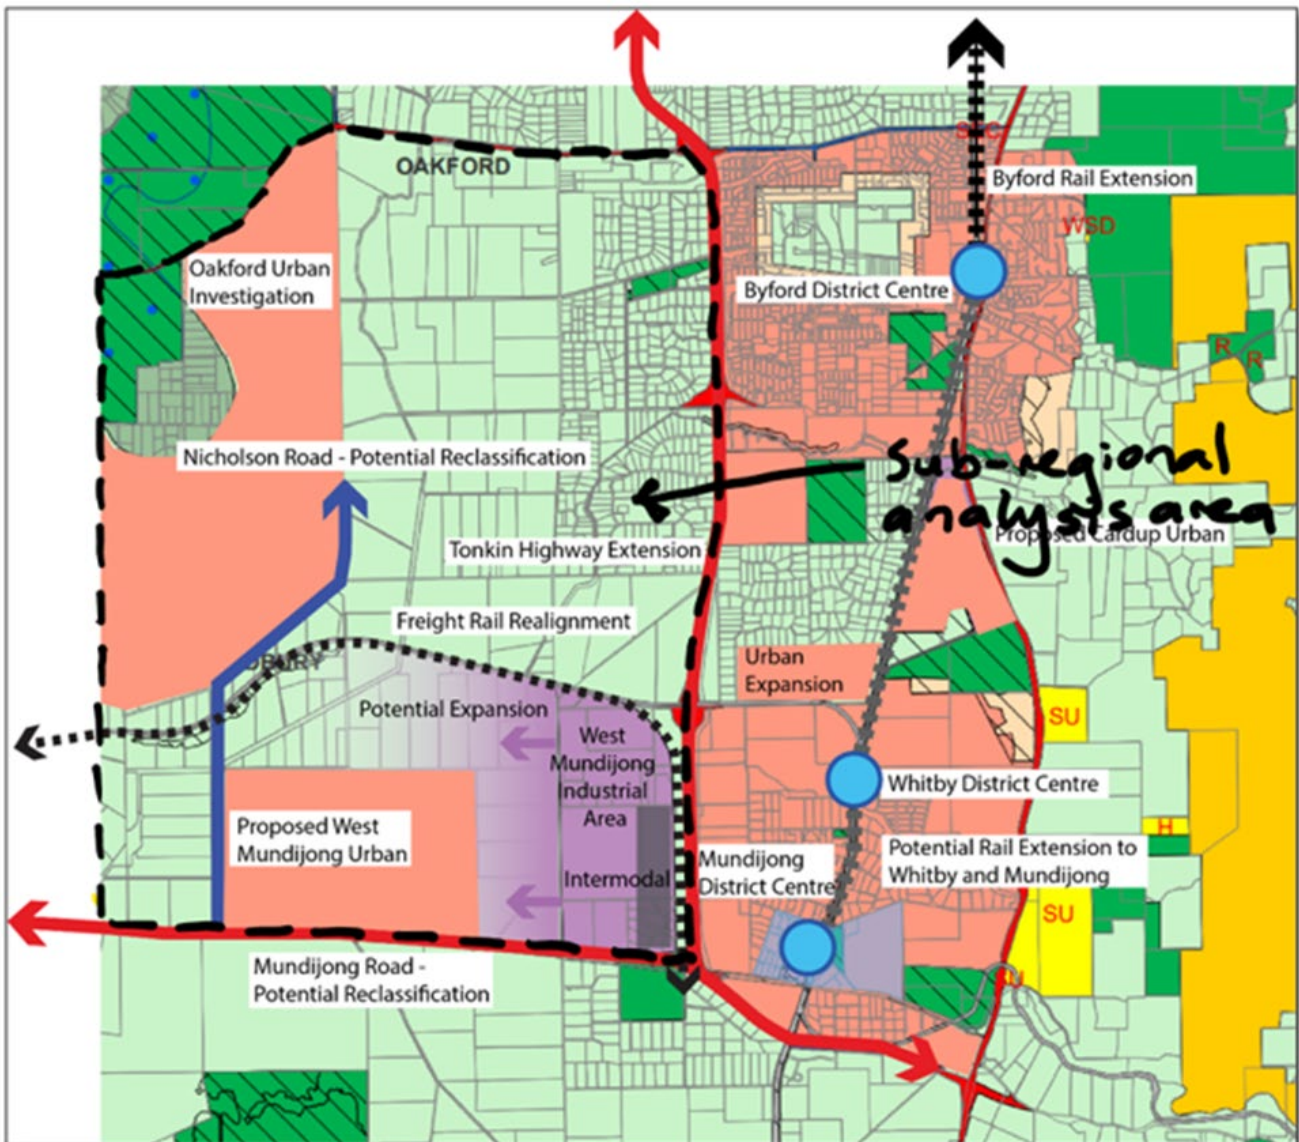 OAKFORD
Byford Rail Extension
WSD
Oakford Urban
Investigation
Byford District Centre
R
R
Nicholson Road - Potential Reclassification
Sub-regional
analysis area
Tonkin Highway Extension
Proposed Cardup Urban
Freight Rail Realignment
Urban
Expansion
Potential Expansion
SU
West
Mundijong
Industrial
Area
Whitby District Centre
Proposed West
Mundijong Urban
H
Mundijong
District Centre
Potential Rail Extension to
Whitby and Mundijong
Intermodal
SU
Mundijong Road -
Potential Reclassification